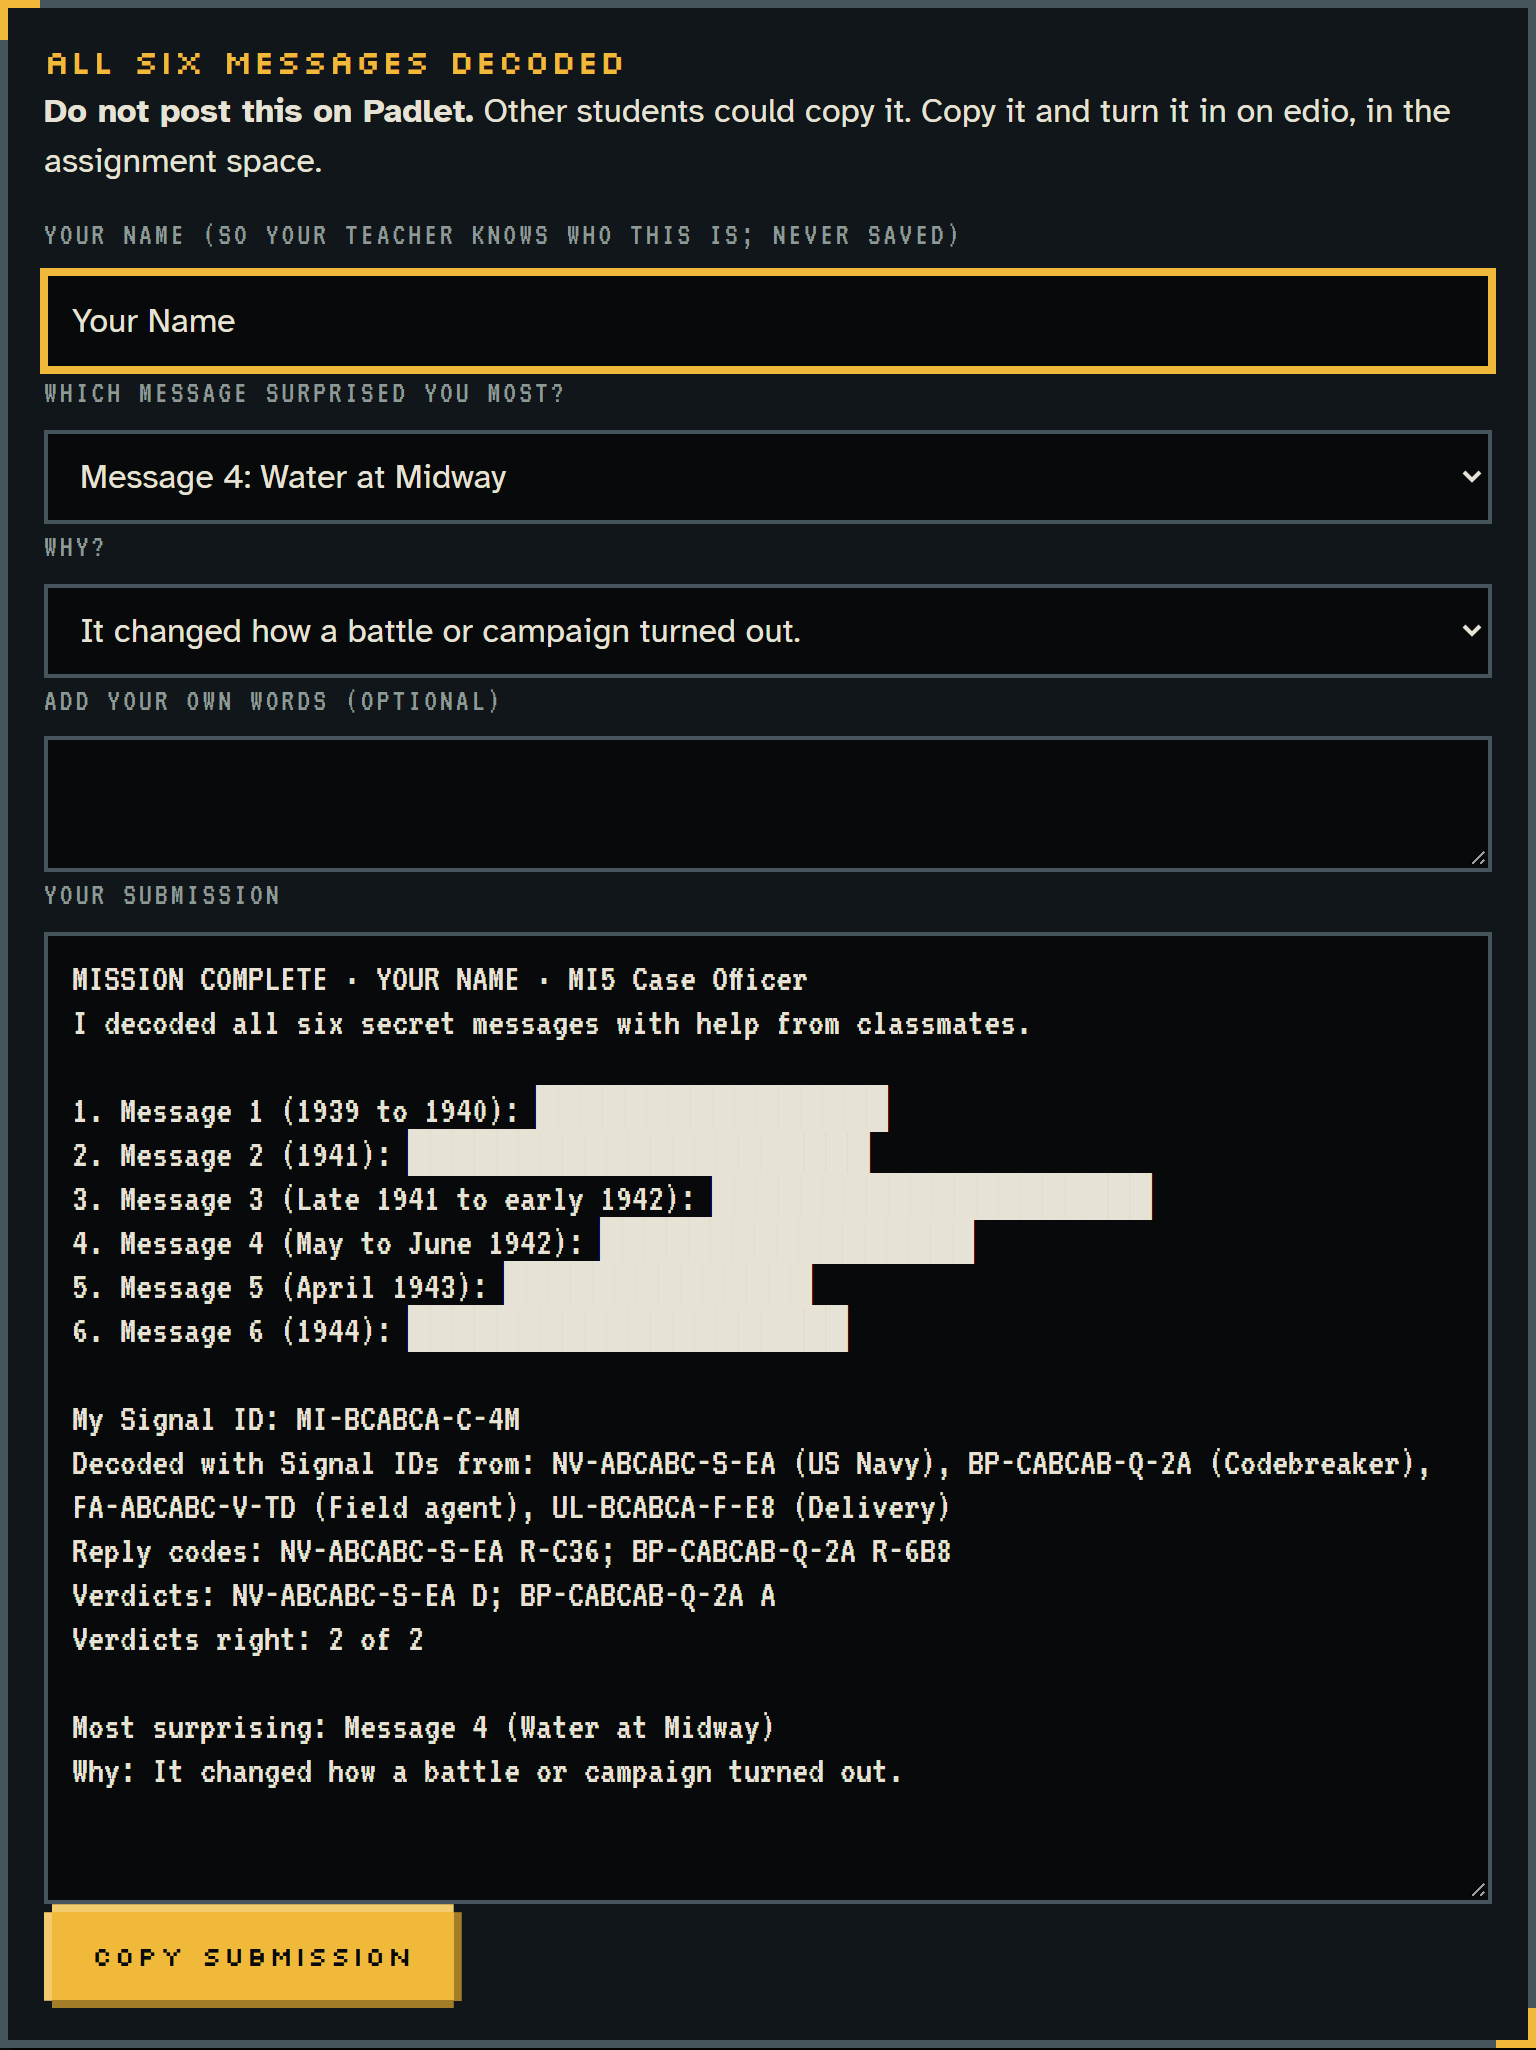 ALL SIX MESSAGES DECODED
Do not post this on Padlet. Other students could copy it. Copy it and turn it in on edio, in the
assignment space.
YOUR NAME (SO YOUR TEACHER KNOWS WHO THIS IS; NEVER SAVED)
Your Name
WHICH MESSAGE SURPRISED YOU MOST?
Message 4: Water at Midway
WHY?
It changed how a battle or campaign turned out.
ADD YOUR OWN WORDS (OPTIONAL)
YOUR SUBMISSION
MISSION COMPLETE · YOUR NAME · MI5 Case Officer
I decoded all six secret messages with help from classmates.
1. Message 1 (1939 to 1940):
2. Message 2 (1941):
3. Message 3 (Late 1941 to early 1942):
4. Message 4 (May to June 1942):
5. Message 5 (April 1943):
6. Message 6 (1944):
My Signal ID: MI-BCABCA-C-4M
Decoded with Signal IDs from: NV-ABCABC-S-EA (US Navy), BP-CABCAB-Q-2A (Codebreaker),
FA-ABCABC-V-TD (Field agent), UL-BCABCA-F-E8 (Delivery)
Reply codes: NV-ABCABC-S-EA R-C36; BP-CABCAB-Q-2A R-6B8
Verdicts: NV-ABCABC-S-EA D; BP-CABCAB-Q-2A A
Verdicts right: 2 of 2
Most surprising: Message 4 (Water at Midway)
Why: It changed how a battle or campaign turned out.
COPY SUBMISSION